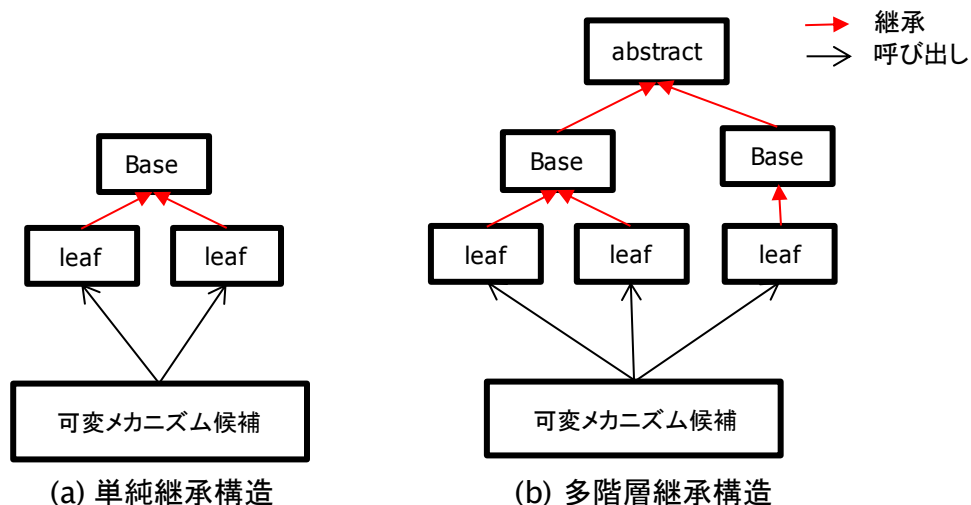 継承
呼び出し
abstract
Base
Base
Base
leaf
leaf
leaf
leaf
leaf
可変メカニズム候補
可変メカニズム候補
(a) 単純継承構造
(b) 多階層継承構造